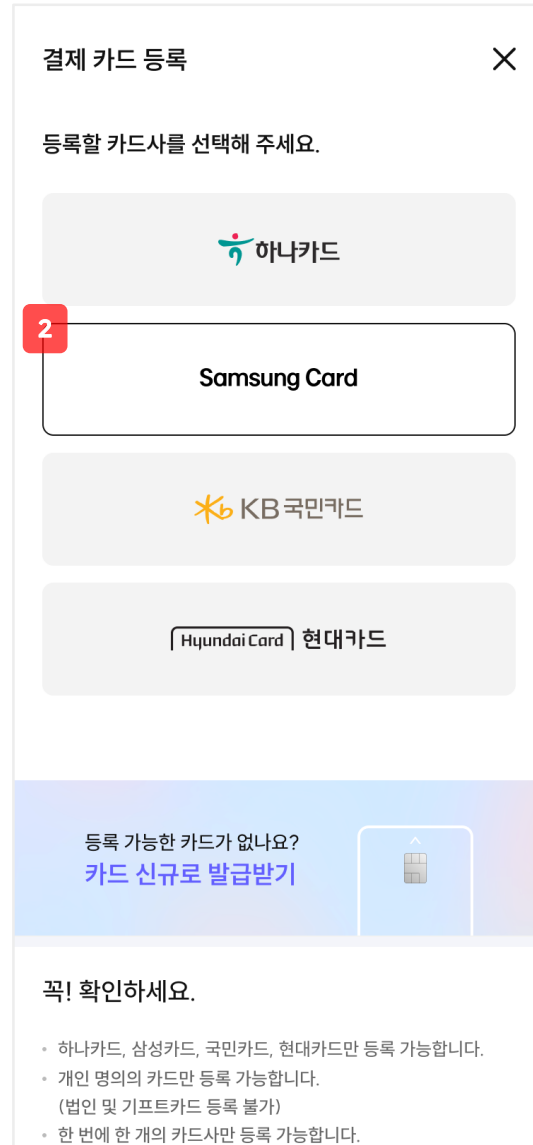 결제 카드 등록
등록할 카드사를 선택해 주세요.
하나카드
2
Samsung Card
KB 국민카드
Hyundai Card 현대카드
등록 가능한 카드가 없나요?
카드 신규로 발급받기
꼭! 확인하세요.
• 하나카드, 삼성카드, 국민카드, 현대카드만 등록 가능합니다.
• 개인 명의의 카드만 등록 가능합니다.
(법인 및 기프트카드 등록 불가)
• 한 번에 한 개의 카드사만 등록 가능합니다.